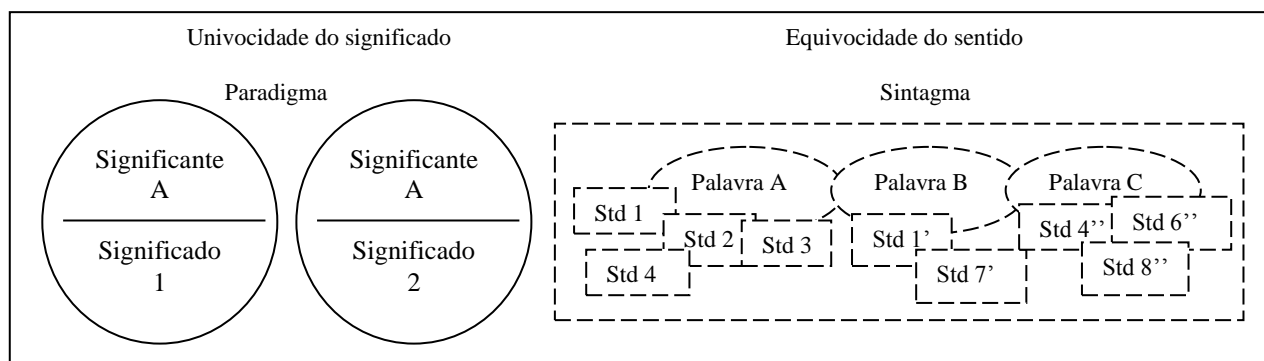 Univocidade do significado
Equivocidade do sentido
Paradigma
Sintagma
Significante
A
Significado
1
Significante
A
Significado
2
Palavra A
Palavra B
Palavra C
Std 1
Std 2
Std 3
Std 4
Std 1’
Std 7’
Std 4’’
Std 6’’
Std 8’’